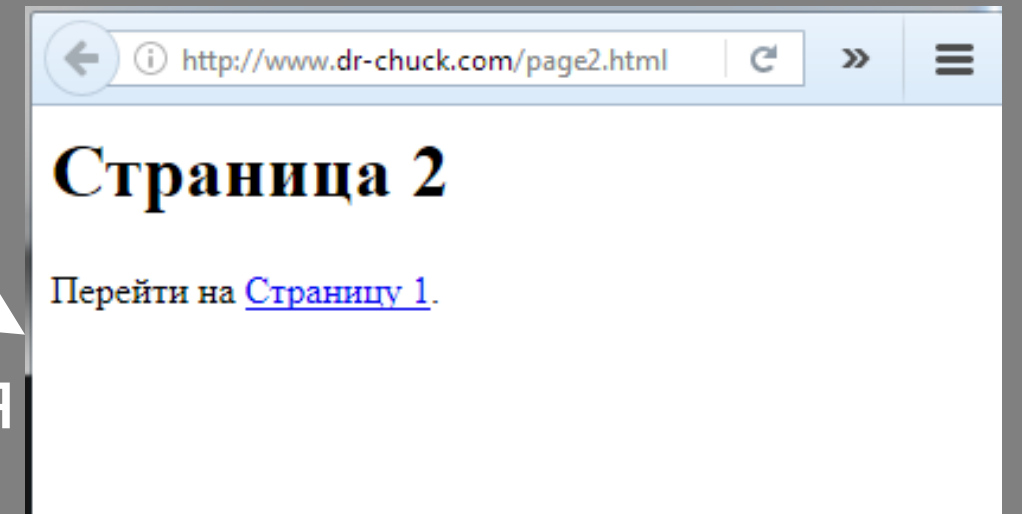 http://www.dr-chuck.com/page2.html
Страница 2
Перейти на Страницу 1.
я